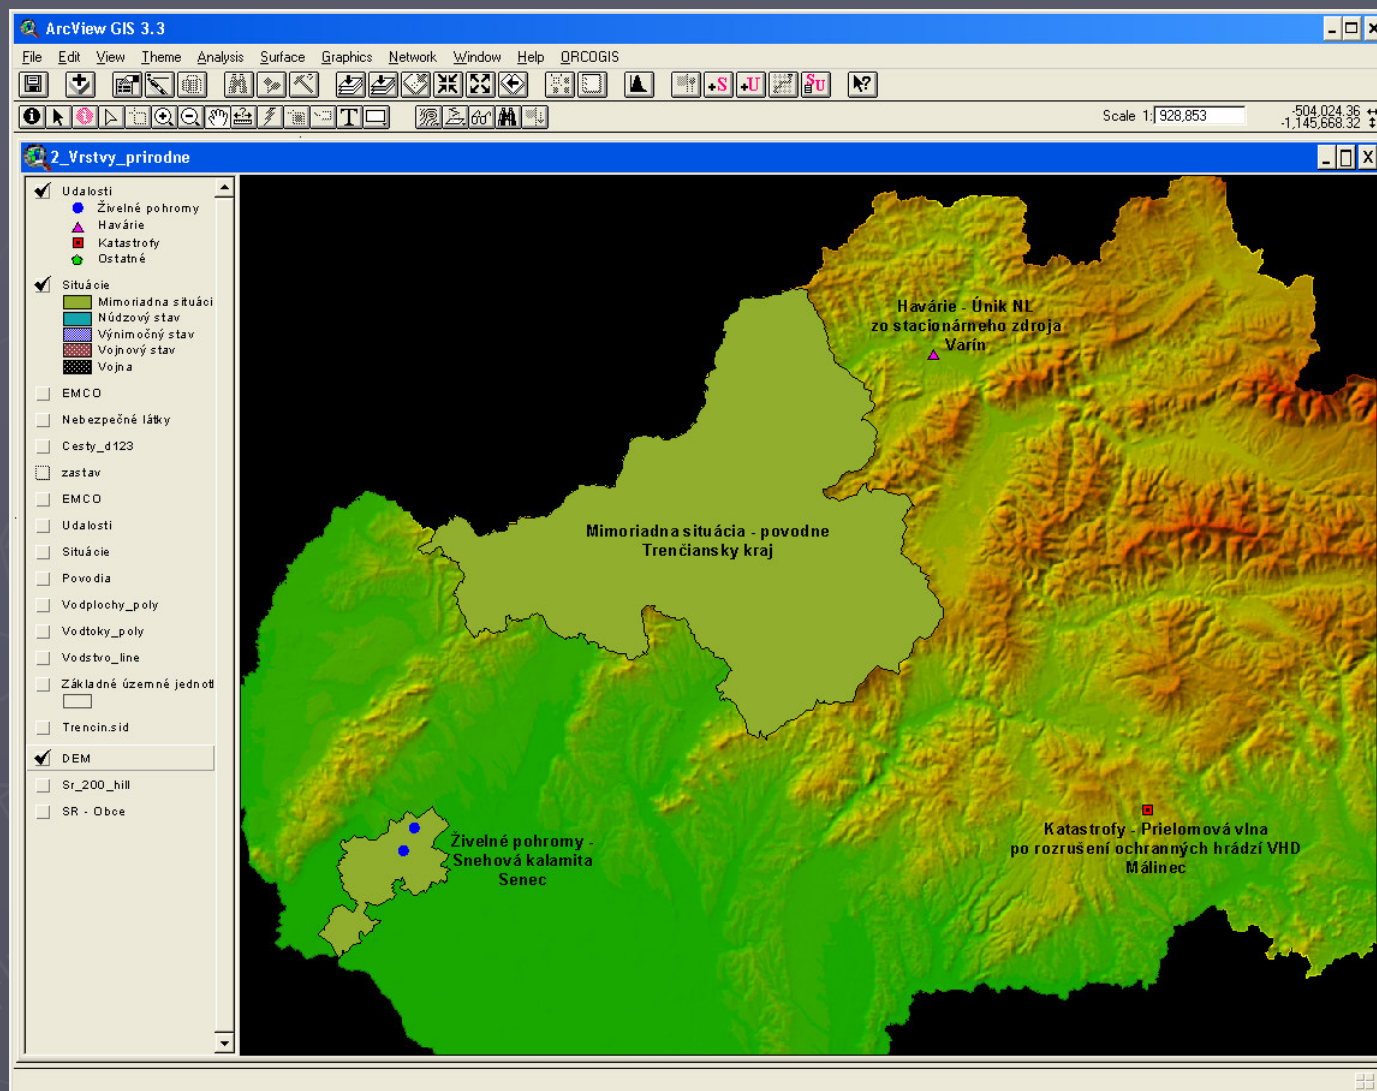 ArcView GIS 3.3
File Edit View Theme Analysis Surface Graphics Network Window Help ORCOGIS
+S +U SU
T
Scale 1: 928,853
-504,024.36
-1,145,668.32
2_Vrstvy_prirodne
Udalosti
Živelné pohromy
Havárie
Katastrofy
Ostatné
Situácie
Mimoriadna situáci
Núdzový stav
Výnimočný stav
Vojnový stav
Vojna
EMCO
Nebezpečné látky
Cesty_d123
zastav
EMCO
Udalosti
Situácie
Povodia
Vodplochy_poly
Vodtoky_poly
Vodstvo_line
Základné územné jednotl
Trencin.sid
DEM
Sr_200_hill
SR - Obce
Havárie - Únik NL
zo stacionárneho zdroja
Varín
Mimoriadna situácia - povodne
Trenčiansky kraj
Živelné pohromy -
Snehová kalamita
Senec
Katastrofy - Prielomová vlna
po rozrušení ochranných hrádzí VHD
Málinec